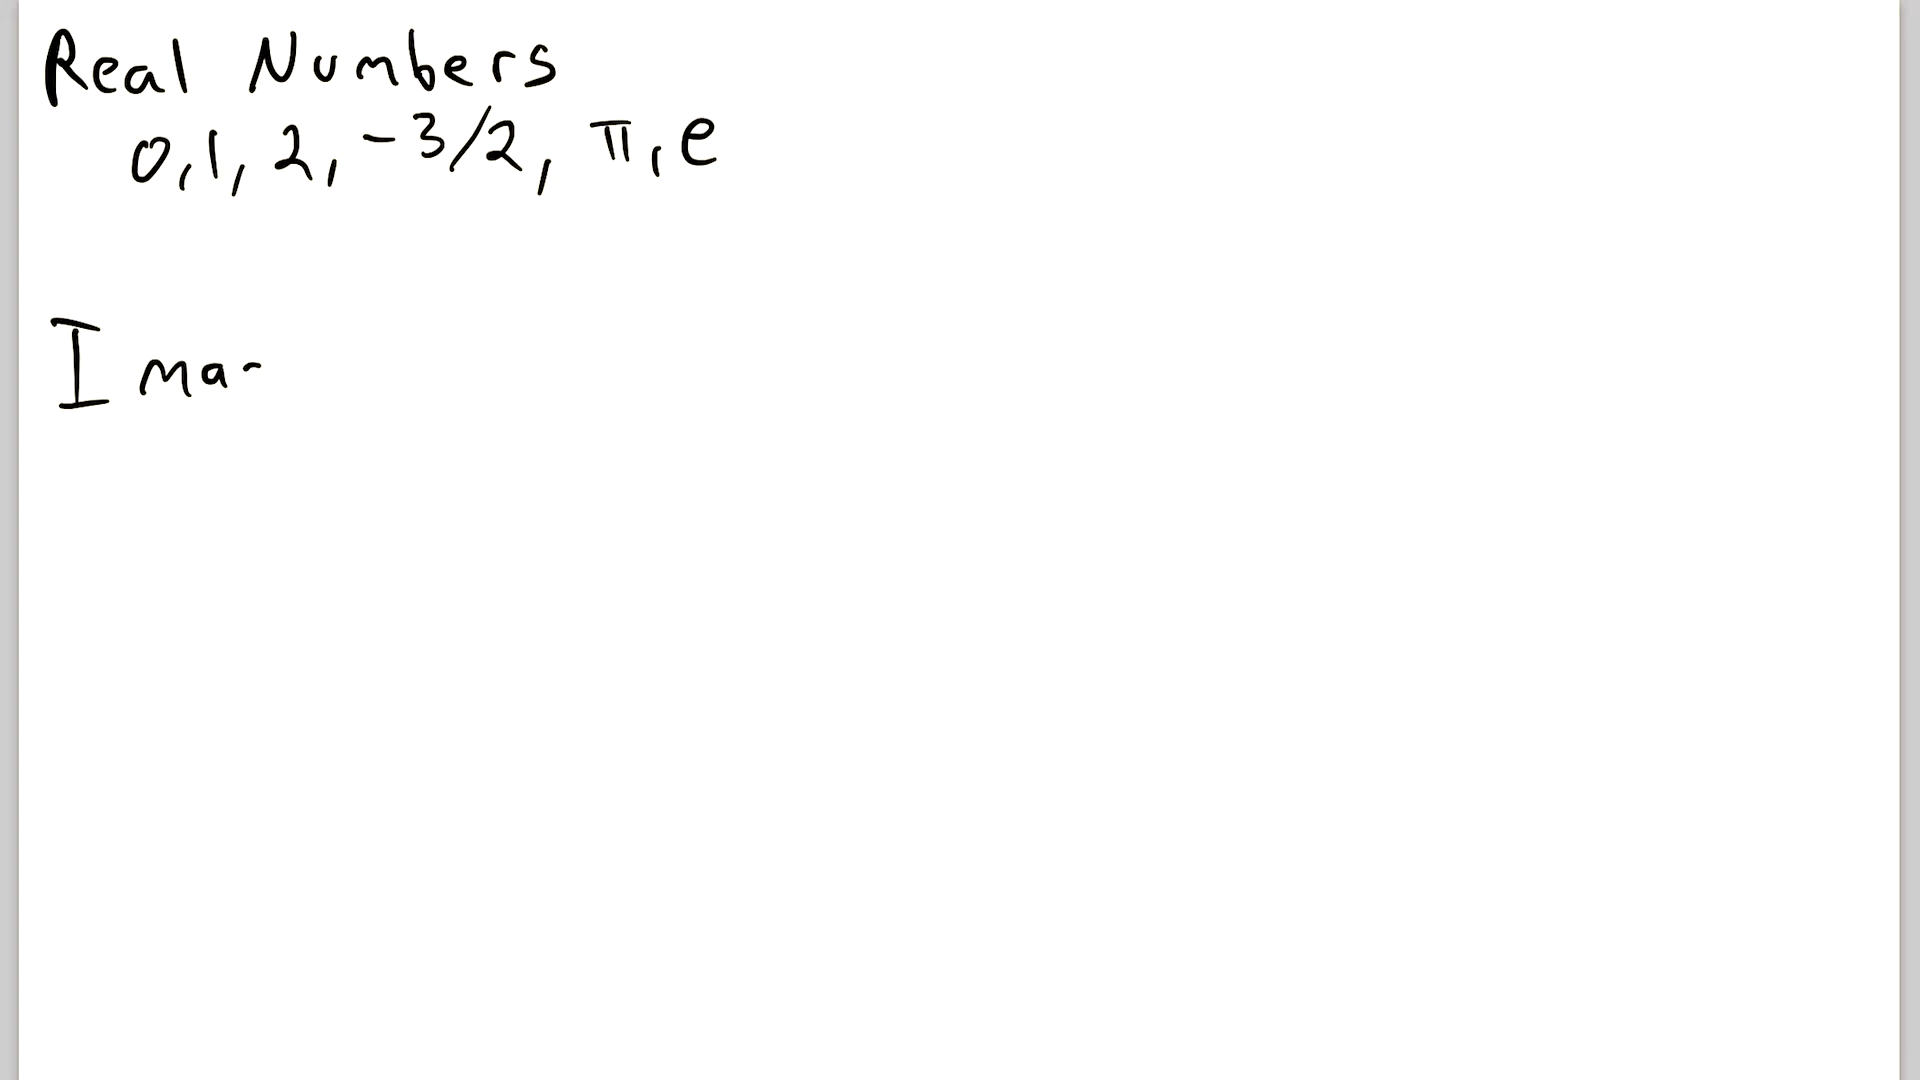 Real Numbers
0, 1, 2, -3/2, π, e
Ima